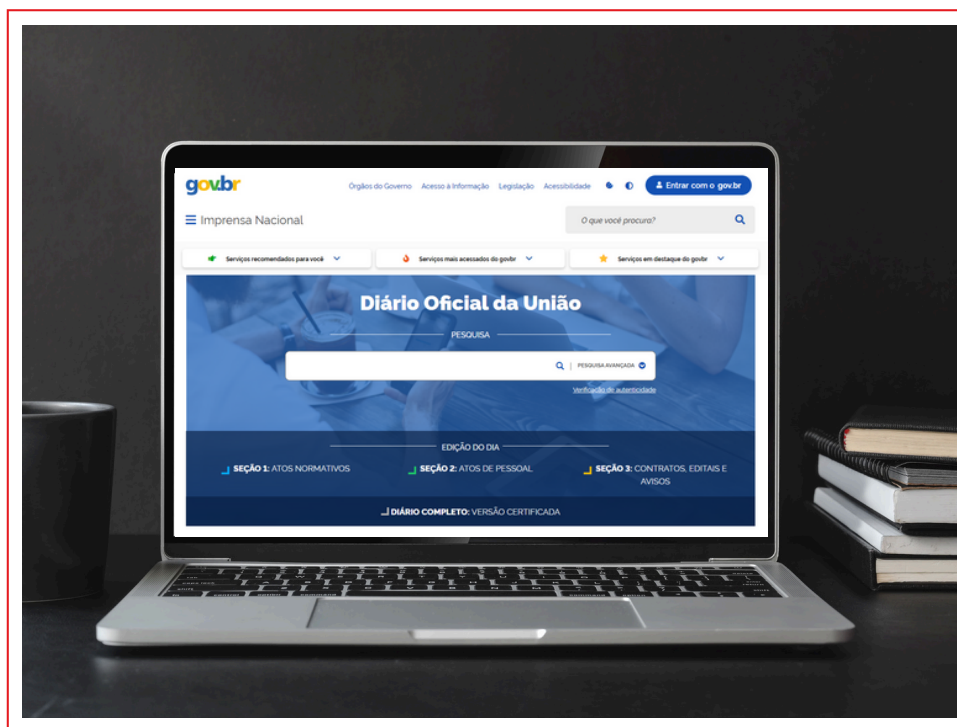 gov.br
Órgãos do Governo Acesso à Informação Legislação Acessibilidade Entrar com o gov.br
Imprensa Nacional
O que você procura?
Serviços recomendados para você Serviços mais acessados do govbr Serviços em destaque do govbr
Diário Oficial da União
PESQUISA
PESQUISA AVANÇADA
Verificação de autenticidade
EDIÇÃO DO DIA
SEÇÃO 1: ATOS NORMATIVOS SEÇÃO 2: ATOS DE PESSOAL SEÇÃO 3: CONTRATOS, EDITAIS E
AVISOS
DIÁRIO COMPLETO: VERSÃO CERTIFICADA